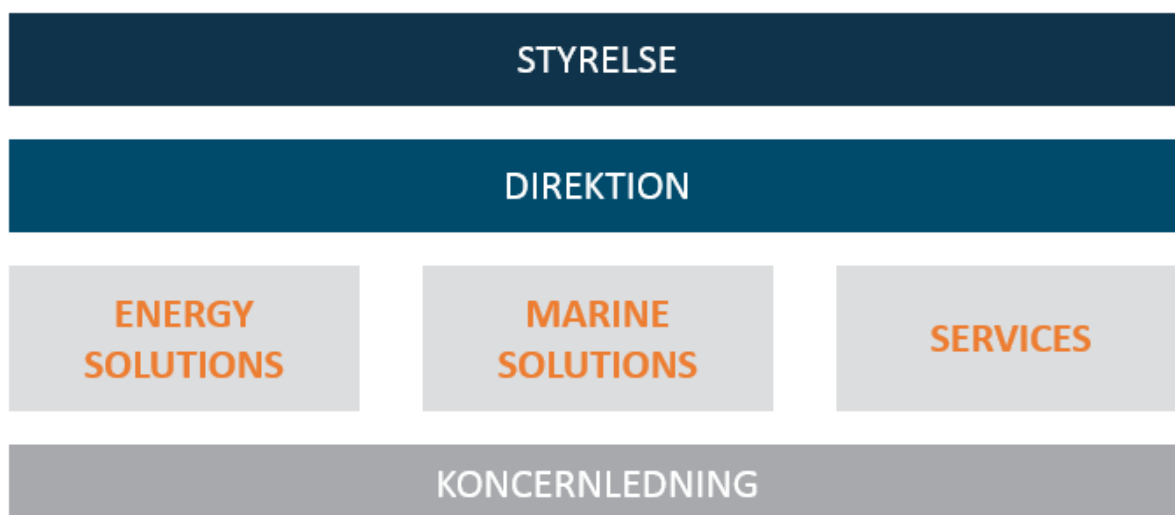 STYRELSE
DIREKTION
ENERGY
SOLUTIONS
MARINE
SOLUTIONS
SERVICES
KONCERNLEDNING